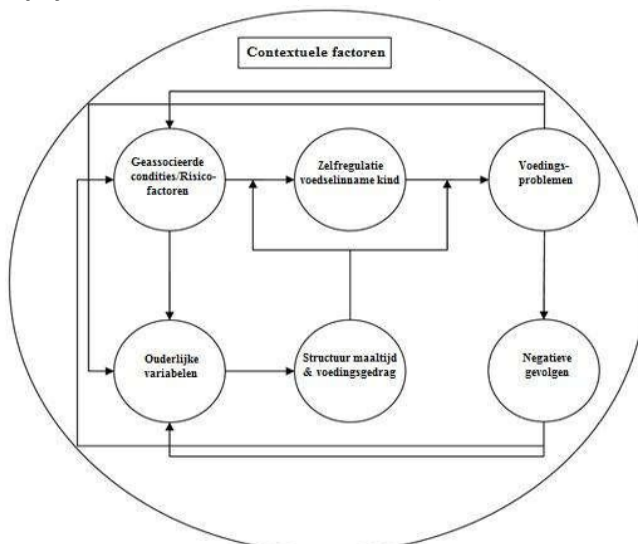 Contextuele factoren
Geassocieerde
condities/Risico-
factoren
Zelfregulatie
voedselinname kind
Voedings-
problemen
Ouderlijke
variabelen
Structuur maaltijd
& voedingsgedrag
Negatieve
gevolgen